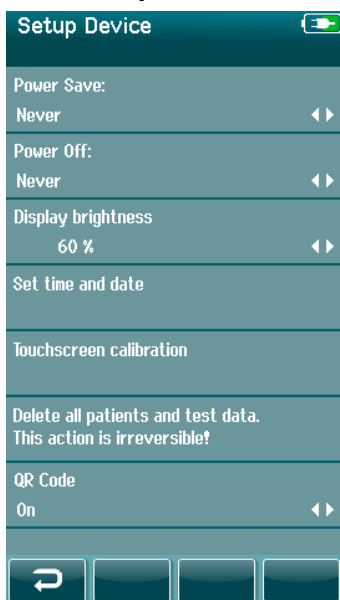 Setup Device
Power Save:
Never
Power Off:
Never
Display brightness
60 %
Set time and date
Touchscreen calibration
Delete all patients and test data.
This action is irreversible!
QR Code
On